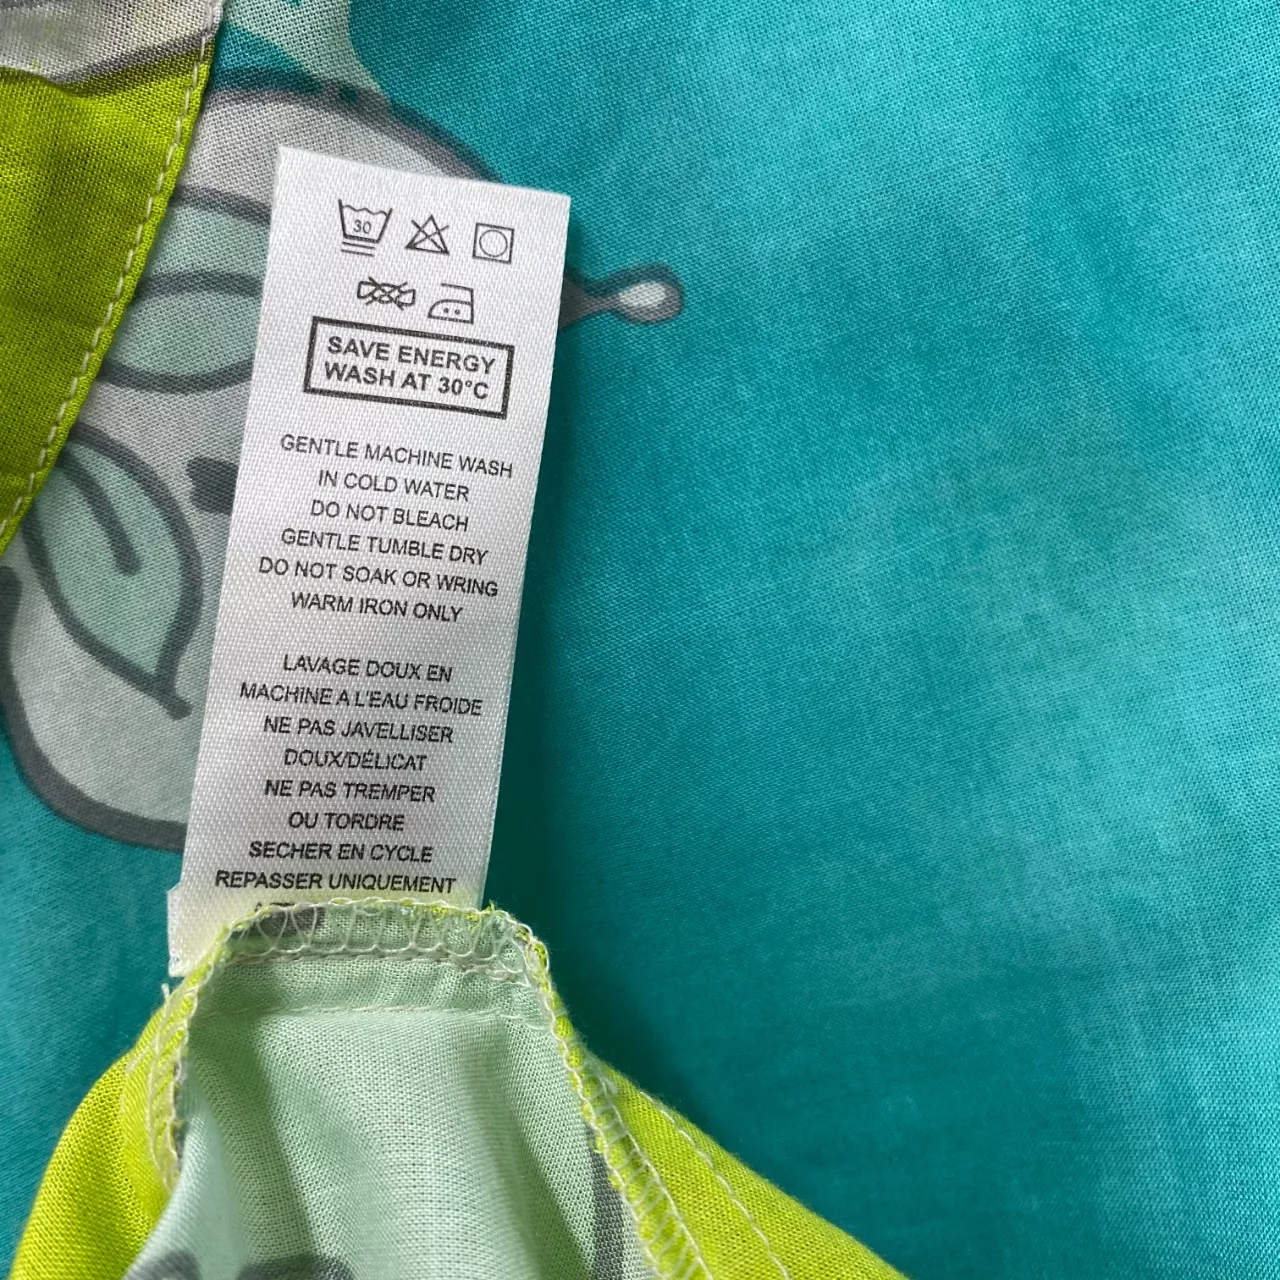 30
SAVE ENERGY
WASH AT 30°C
GENTLE MACHINE WASH
IN COLD WATER
DO NOT BLEACH
GENTLE TUMBLE DRY
DO NOT SOAK OR WRING
WARM IRON ONLY
LAVAGE DOUX EN
MACHINE A L'EAU FROIDE
NE PAS JAVELLISER
DOUX/DÉLICAT
NE PAS TREMPER
OU TORDRE
SECHER EN CYCLE
REPASSER UNIQUEMENT